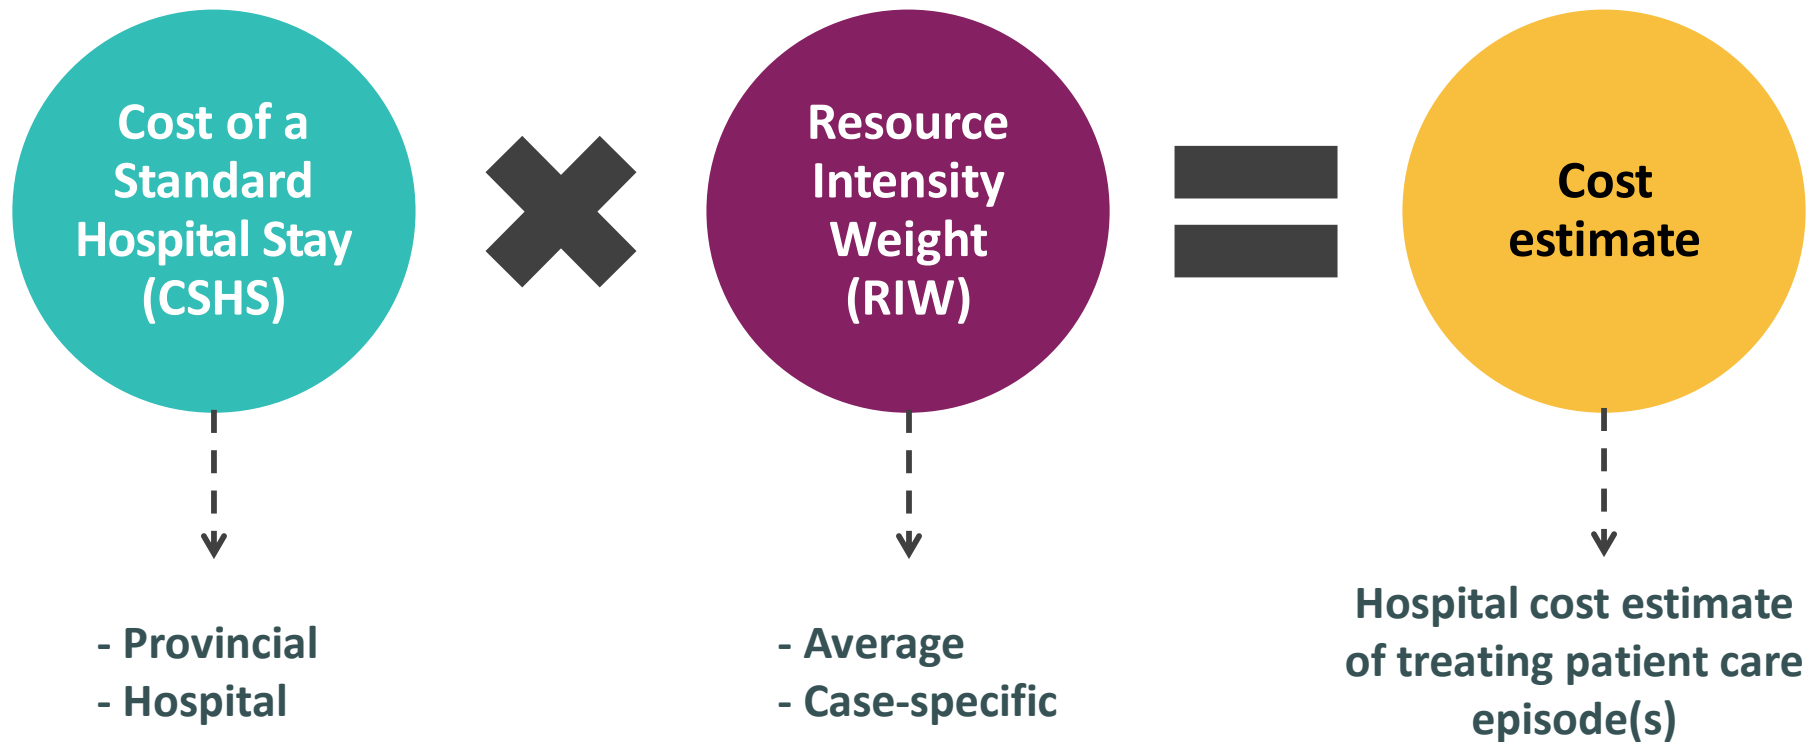 Cost of a
Standard
Hospital Stay
(CSHS)
Resource
Intensity
Weight
(RIW)
Cost
estimate
- Provincial
- Hospital
- Average
- Case-specific
Hospital cost estimate
of treating patient care
episode(s)